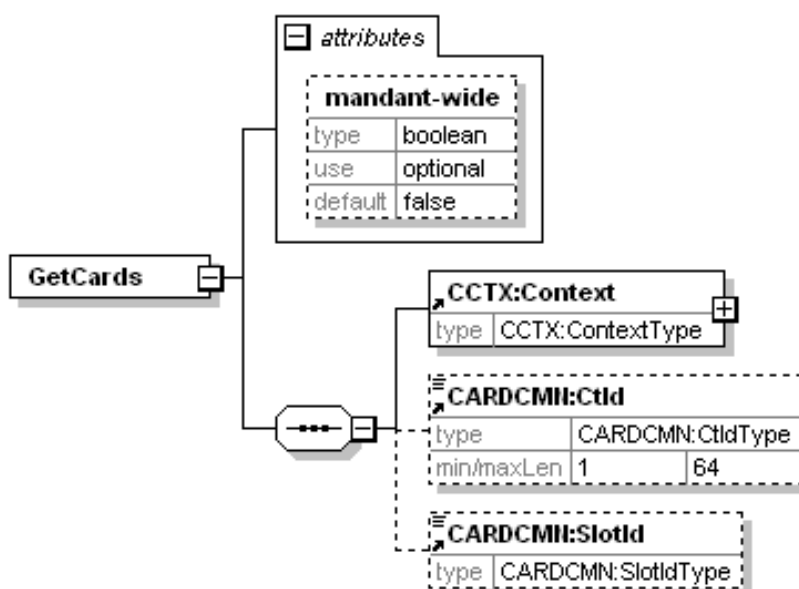 attributes
mandant-wide
type boolean
use optional
default false
GetCards
CCTX:Context
type CCTX:ContextType
CARDCMN:CtId
type CARDCMN:CtIdType
min/maxLen 1 64
CARDCMN:SlotId
type CARDCMN:SlotIdType